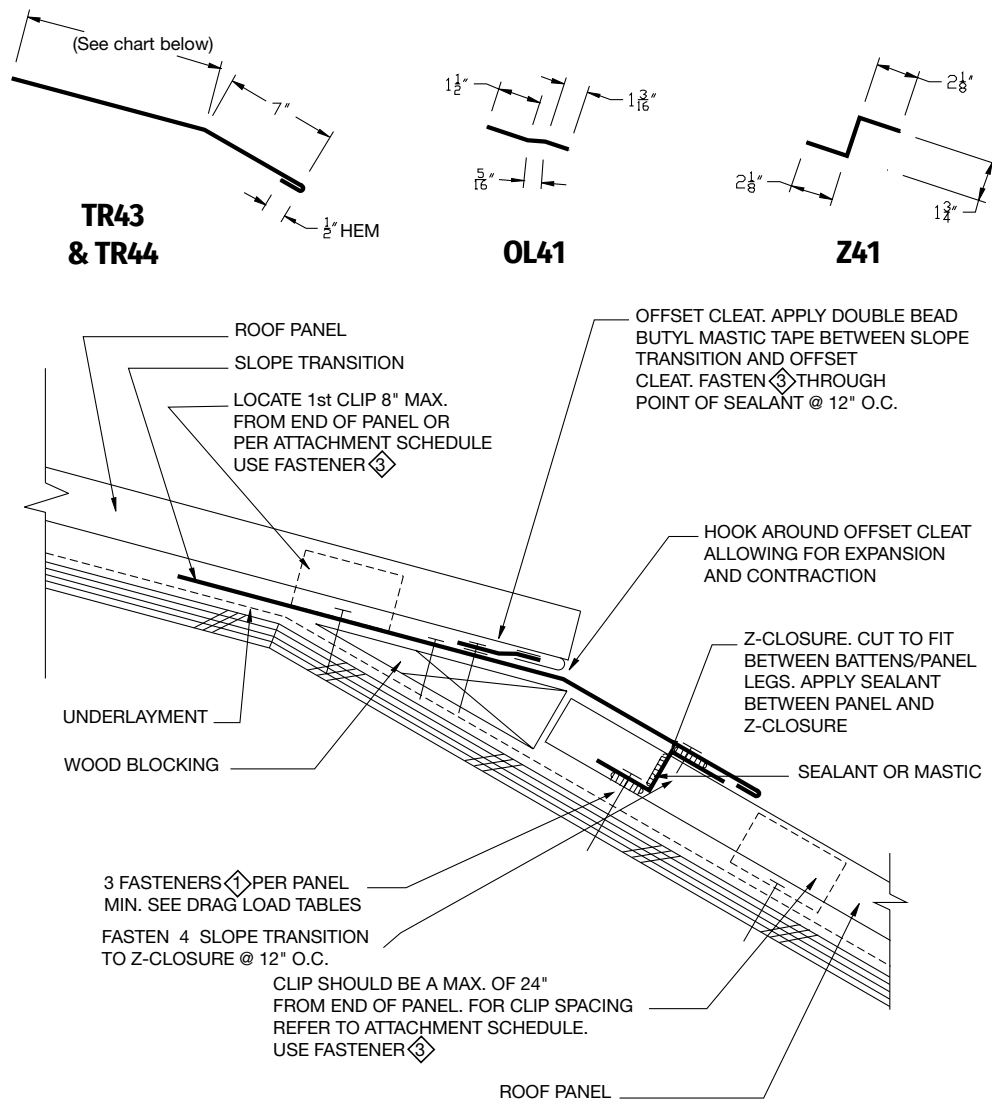 (See chart below)
7"
1/2" HEM
TR43
& TR44
1 1/2"
1 3/16"
5/16"
OL41
2 1/8"
2 1/8"
1 3/4"
Z41
ROOF PANEL
SLOPE TRANSITION
LOCATE 1st CLIP 8" MAX.
FROM END OF PANEL OR
PER ATTACHMENT SCHEDULE
USE FASTENER 3
OFFSET CLEAT. APPLY DOUBLE BEAD
BUTYL MASTIC TAPE BETWEEN SLOPE
TRANSITION AND OFFSET
CLEAT. FASTEN 3 THROUGH
POINT OF SEALANT @ 12" O.C.
HOOK AROUND OFFSET CLEAT
ALLOWING FOR EXPANSION
AND CONTRACTION
Z-CLOSURE. CUT TO FIT
BETWEEN BATTENS/PANEL
LEGS. APPLY SEALANT
BETWEEN PANEL AND
Z-CLOSURE
UNDERLAYMENT
WOOD BLOCKING
SEALANT OR MASTIC
3 FASTENERS 1 PER PANEL
MIN. SEE DRAG LOAD TABLES
FASTEN 4 SLOPE TRANSITION
TO Z-CLOSURE @ 12" O.C.
CLIP SHOULD BE A MAX. OF 24"
FROM END OF PANEL. FOR CLIP SPACING
REFER TO ATTACHMENT SCHEDULE.
USE FASTENER 3
ROOF PANEL